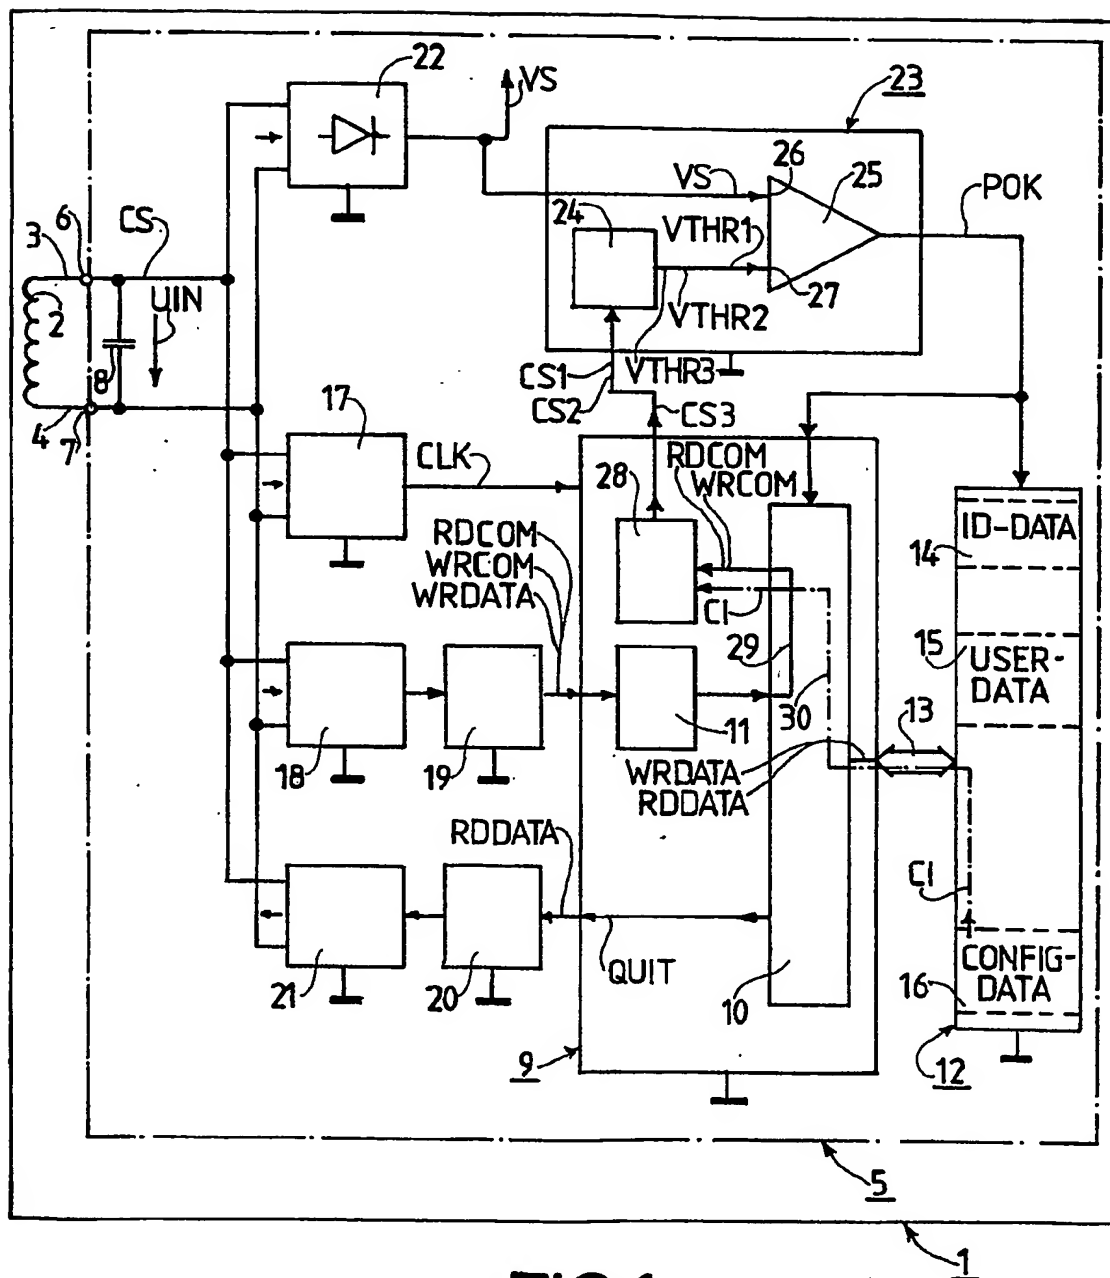 22
VS
23
26
25
POK
VS
24
VTHR1
27
VTHR2
VTHR3
3
6
CS
2
UIN
8
4
7
CS1
CS2
CS3
17
CLK
28
RDCOM
WRCOM
RDCOM
WRCOM
WRDATA
CI
29
ID-DATA
14
15
USER-
DATA
18
19
11
30
13
WRDATA
RDDATA
RDDATA
CI
QUIT
21
20
10
CONFIG-
DATA
16
9
12
5
1